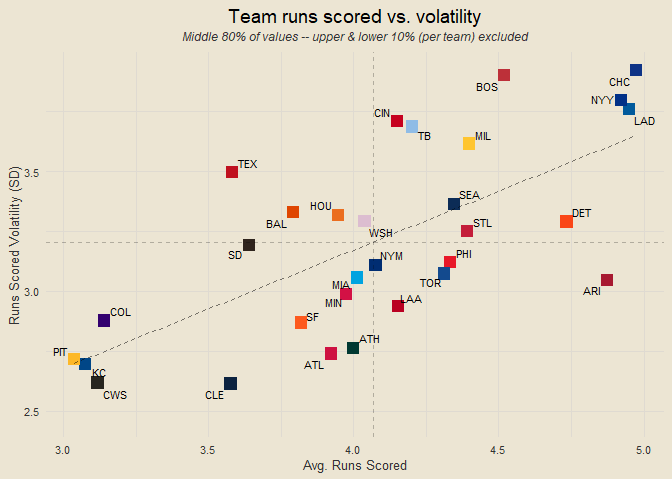 Team runs scored vs. volatility
Middle 80% of values -- upper & lower 10% (per team) excluded
CHC
BOS
NYY
LAD
CIN
TB
MIL
TEX
3.5
SEA
HOU
BAL
DET
STL
WSH
SD
NYM
PHI
TOR
MIA
ARI
3.0
MIN
LAA
COL
SF
ATH
PIT
ATL
KC
CWS
CLE
2.5
3.0
3.5
4.0
4.5
5.0
Avg. Runs Scored
Runs Scored Volatility (SD)